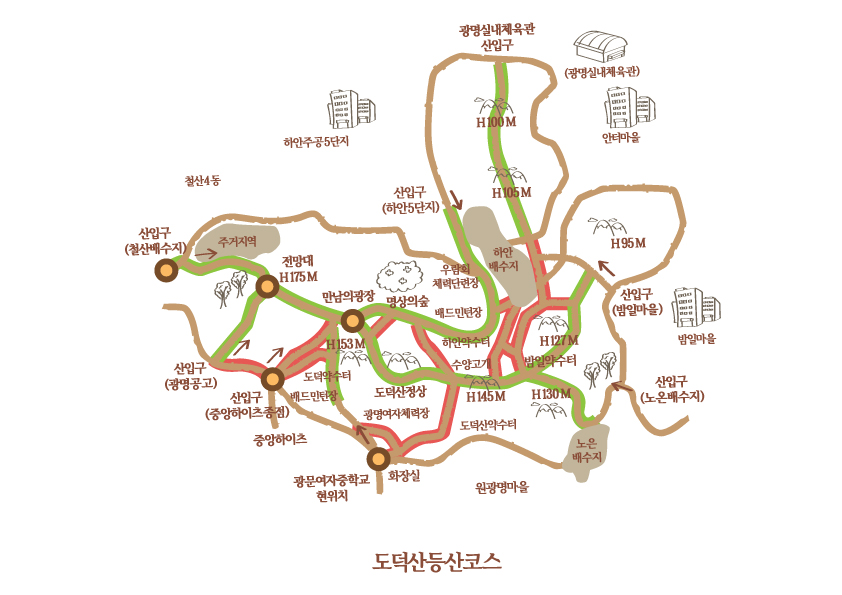 광명실내체육관
산입구
(광명실내체육관)
H100M
하안주공5단지
안터마을
철산4동
H105M
산입구
(하안5단지)
산입구
(철산배수지)
주거지역
전망대
H175M
우람회
체력단련장
하안
배수지
H95M
만남의광장
명상의숲
배드민턴장
산입구
(밤일마을)
H153M
하안약수터
H127M
밤일마을
산입구
(광명공고)
도덕약수터
수양고개
밤일약수터
산입구
(중앙하이츠종점)
배드민턴장
도덕산정상
H145M
H130M
산입구
(노온배수지)
광명여자체력장
도덕산약수터
중앙하이츠
노온
배수지
광문여자중학교
현위치
화장실
원광명마을
도덕산등산코스